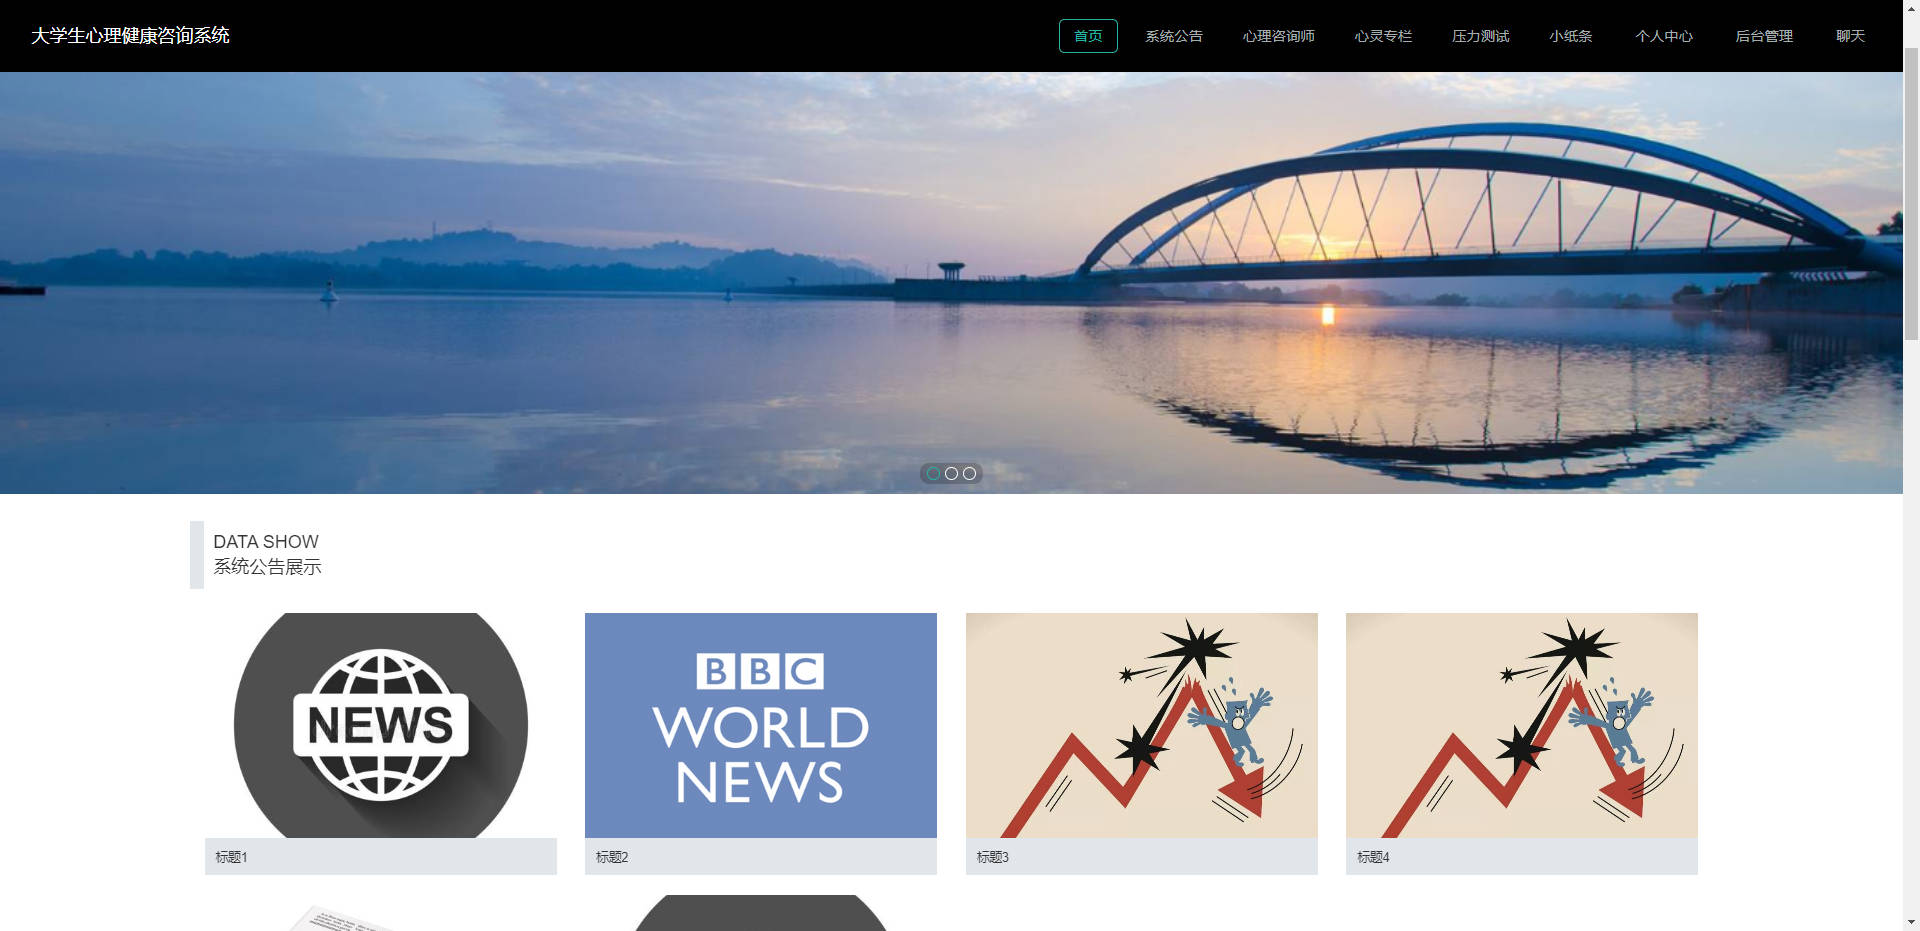 大学生心理健康咨询系统
首页 系统公告 心理咨询师 心灵专栏 压力测试 小纸条 个人中心 后台管理 聊天
DATA SHOW
系统公告展示
NEWS
BBC
WORLD
NEWS
标题1
标题2
标题3
标题4